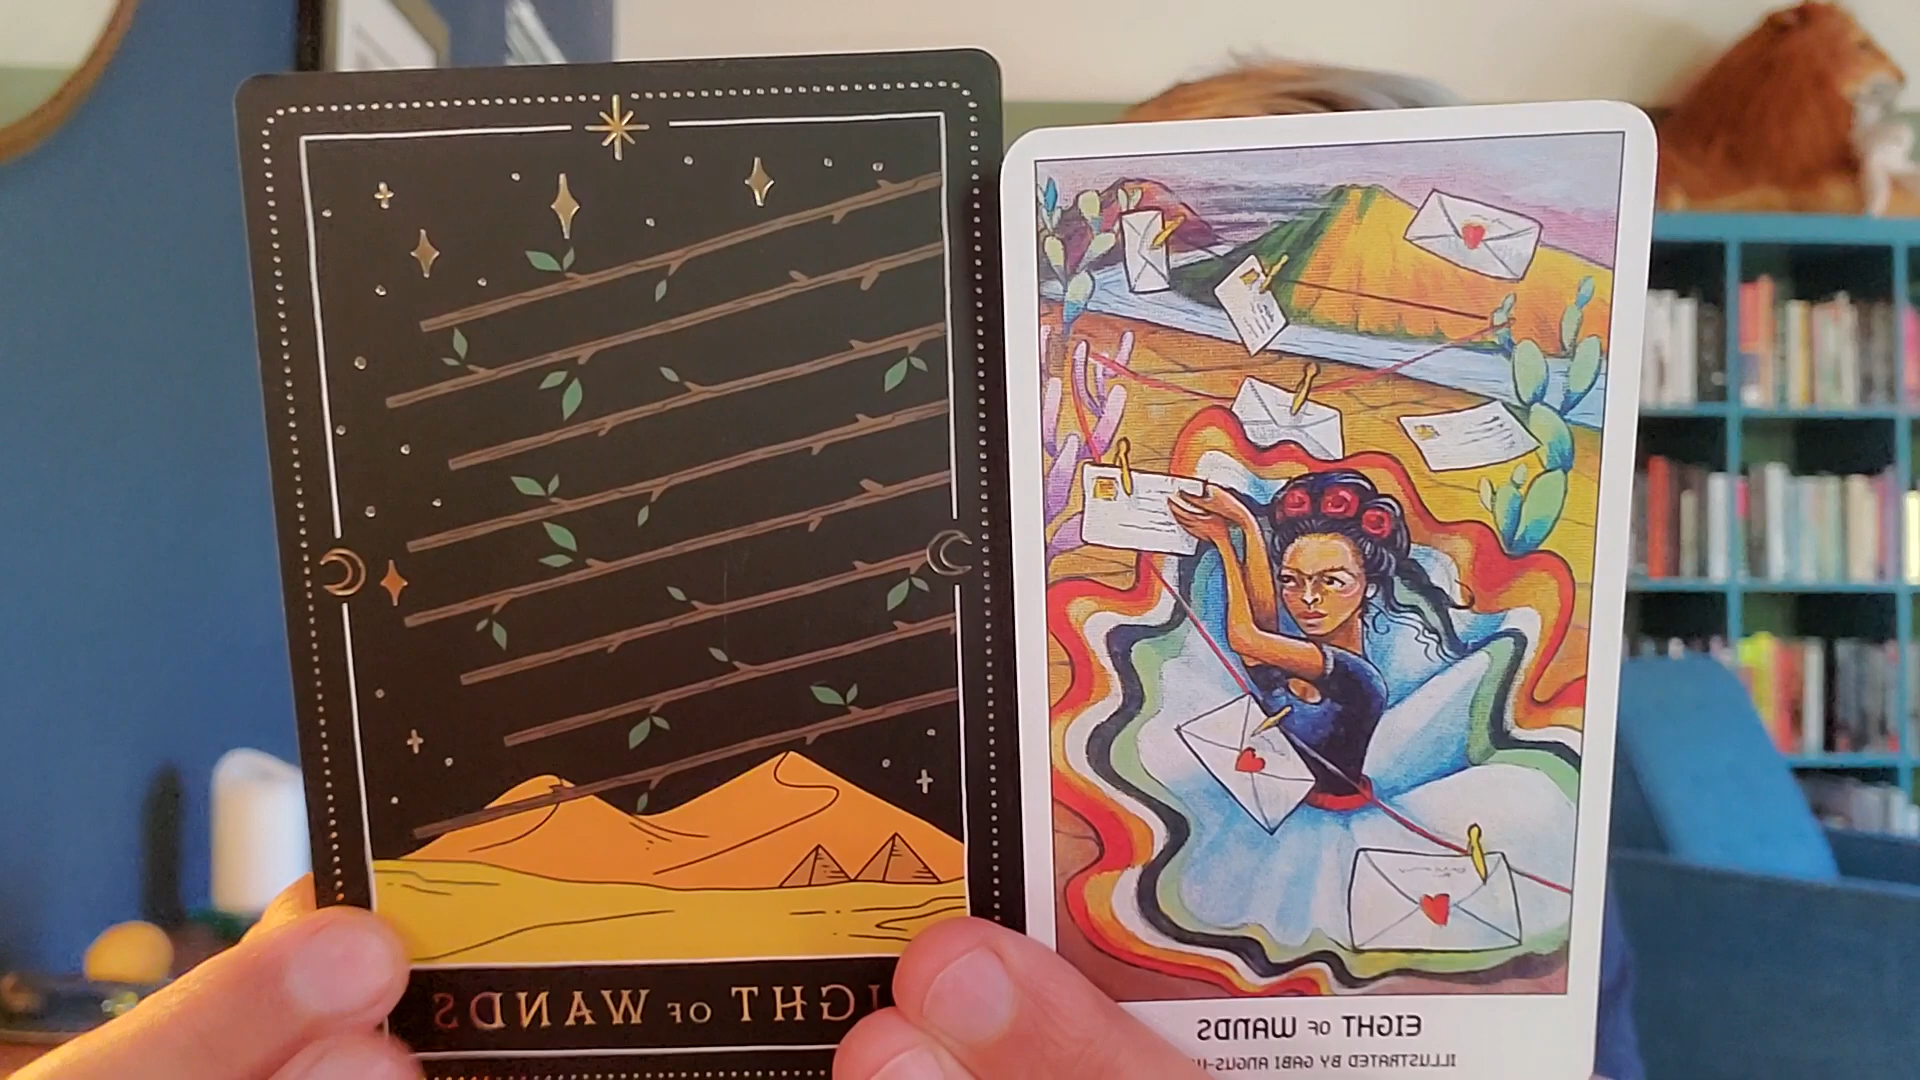 IGHT OF WANDS
EIGHT OF WANDS
ILLUSTRATED BY GABI ANGUS-